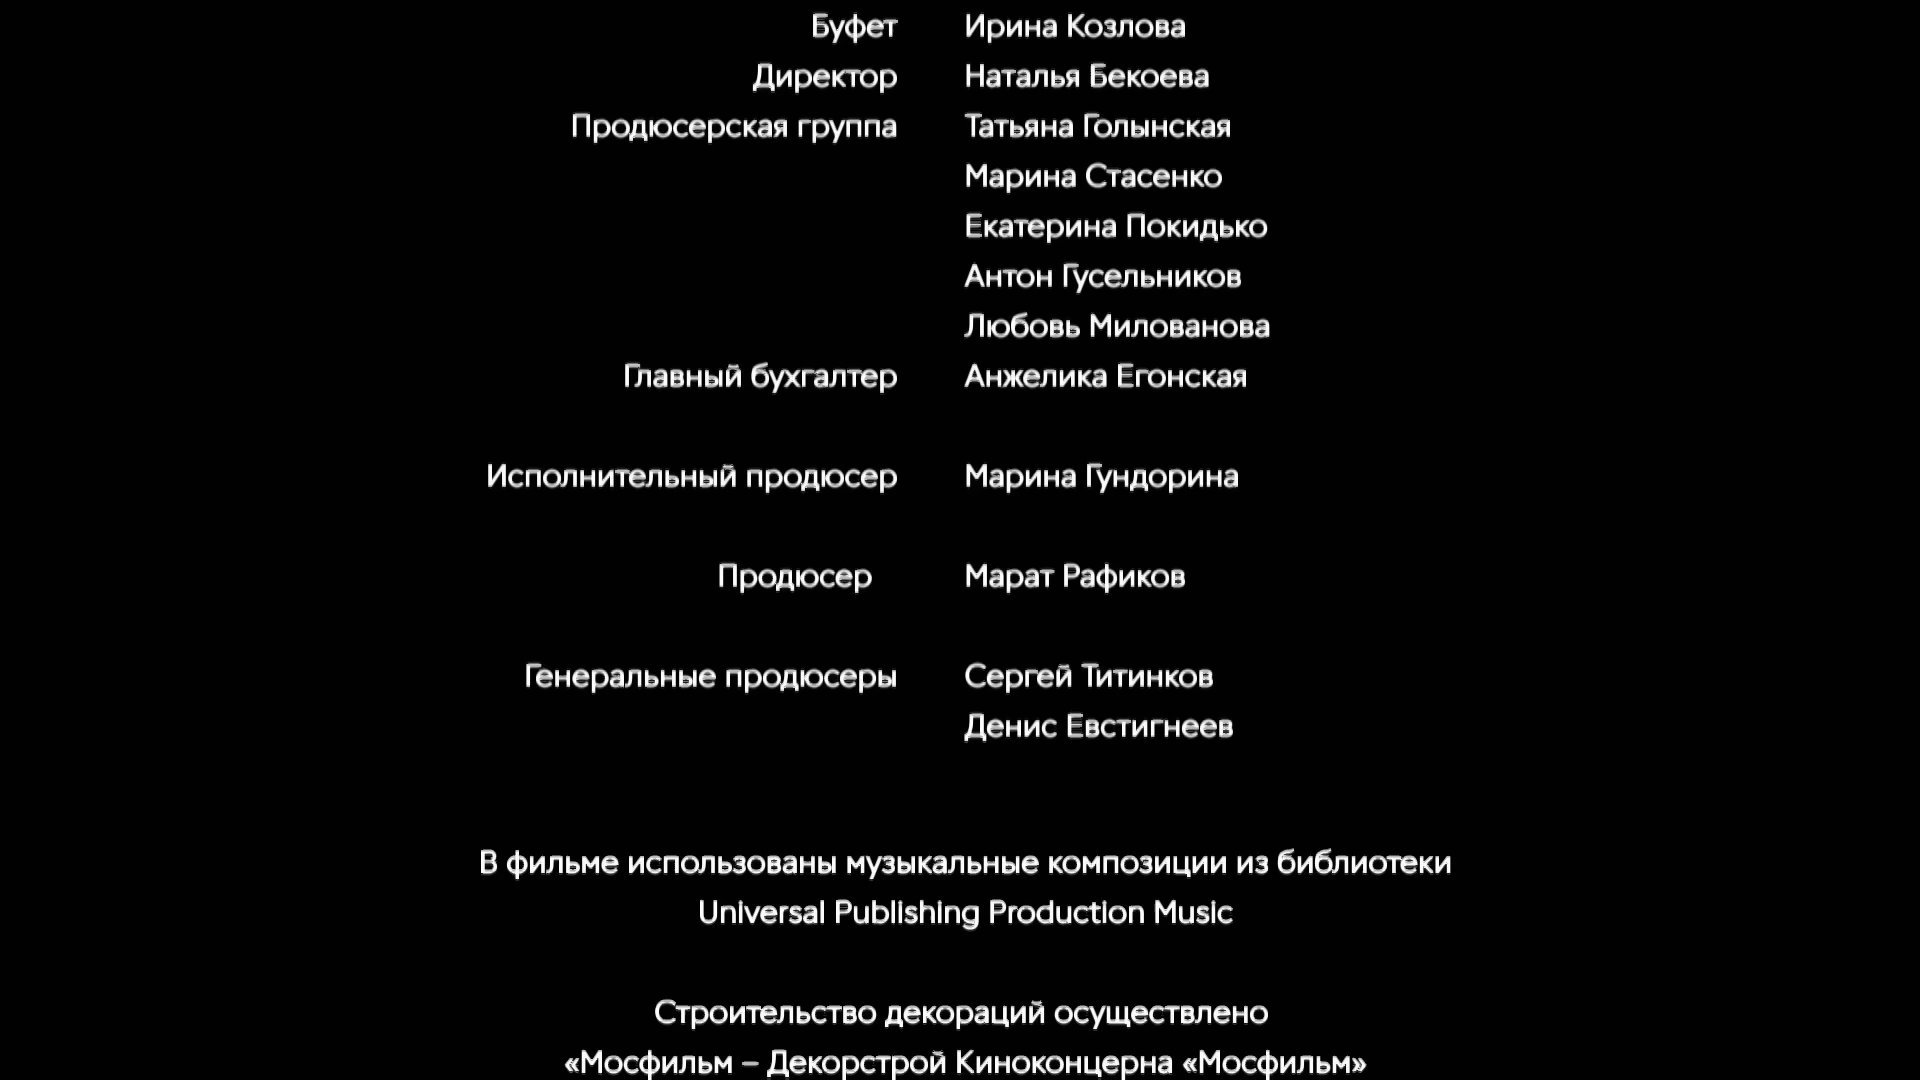 Буфет Ирина Козлова
Директор Наталья Бекоева
Продюсерская группа Татьяна Голынская
Марина Стасенко
Екатерина Покидько
Антон Гусельников
Любовь Милованова
Главный бухгалтер Анжелика Егонская
Исполнительный продюсер Марина Гундорина
Продюсер Марат Рафиков
Генеральные продюсеры Сергей Титинков
Денис Евстигнеев
В фильме использованы музыкальные композиции из библиотеки
Universal Publishing Production Music
Строительство декораций осуществлено
«Мосфильм – Декорстрой Киноконцерна «Мосфильм»